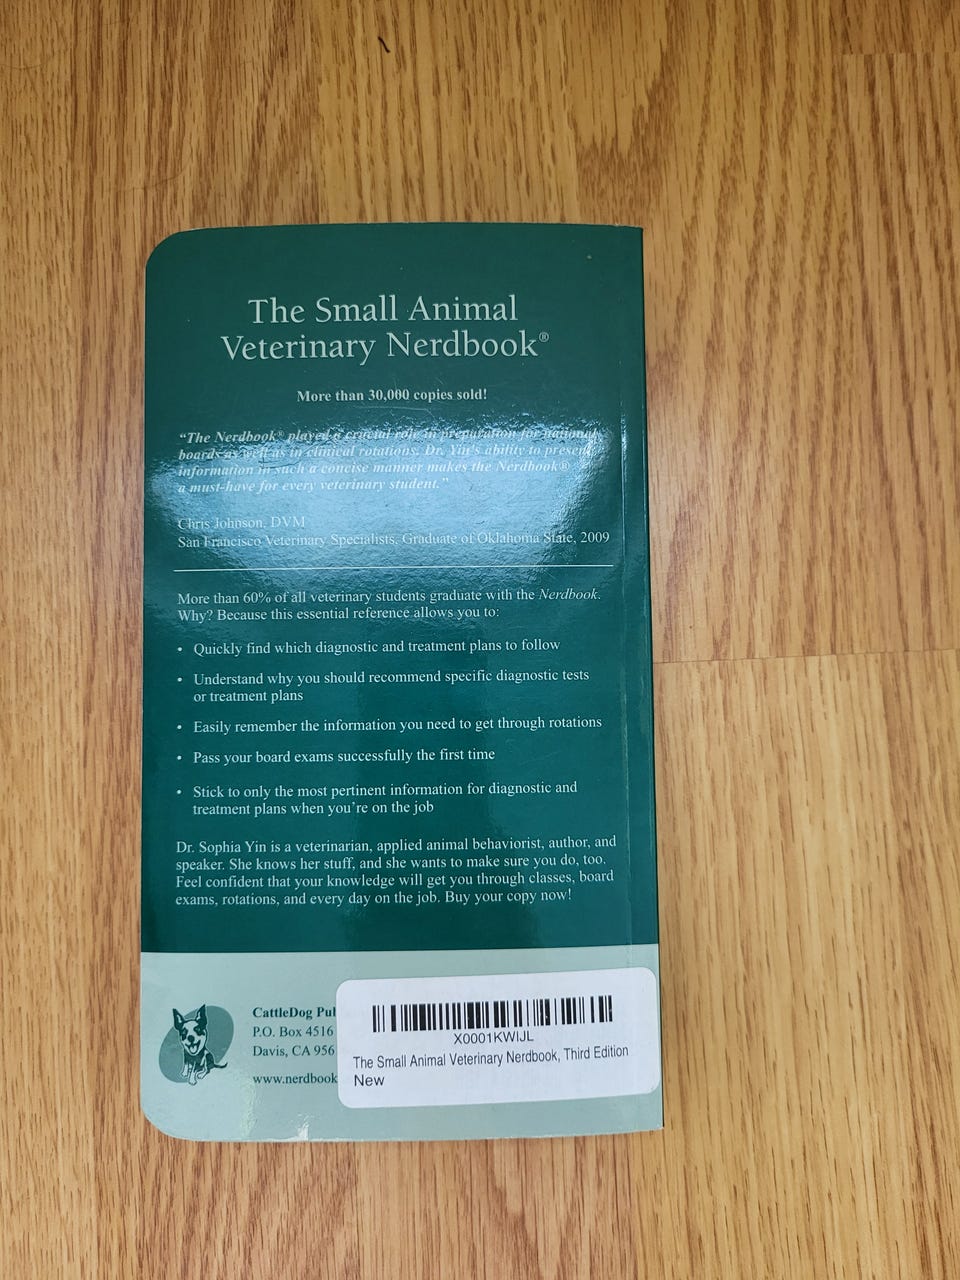 The Small Animal
Veterinary Nerdbook®
More than 30,000 copies sold!
“The Nerdbook® played a crucial role in preparation for national
boards as well as in clinical rotations. Dr. Yin's ability to present
information in such a concise manner makes the Nerdbook®
a must-have for every veterinary student.”
Chris Johnson, DVM
San Francisco Veterinary Specialists, Graduate of Oklahoma State, 2009
More than 60% of all veterinary students graduate with the Nerdbook.
Why? Because this essential reference allows you to:
• Quickly find which diagnostic and treatment plans to follow
• Understand why you should recommend specific diagnostic tests
or treatment plans
• Easily remember the information you need to get through rotations
• Pass your board exams successfully the first time
• Stick to only the most pertinent information for diagnostic and
treatment plans when you’re on the job
Dr. Sophia Yin is a veterinarian, applied animal behaviorist, author, and
speaker. She knows her stuff, and she wants to make sure you do, too.
Feel confident that your knowledge will get you through classes, board
exams, rotations, and every day on the job. Buy your copy now!
CattleDog Pu
P.O. Box 4516
Davis, CA 956
www.nerdbook
X0001KWIJL
The Small Animal Veterinary Nerdbook, Third Edition
New